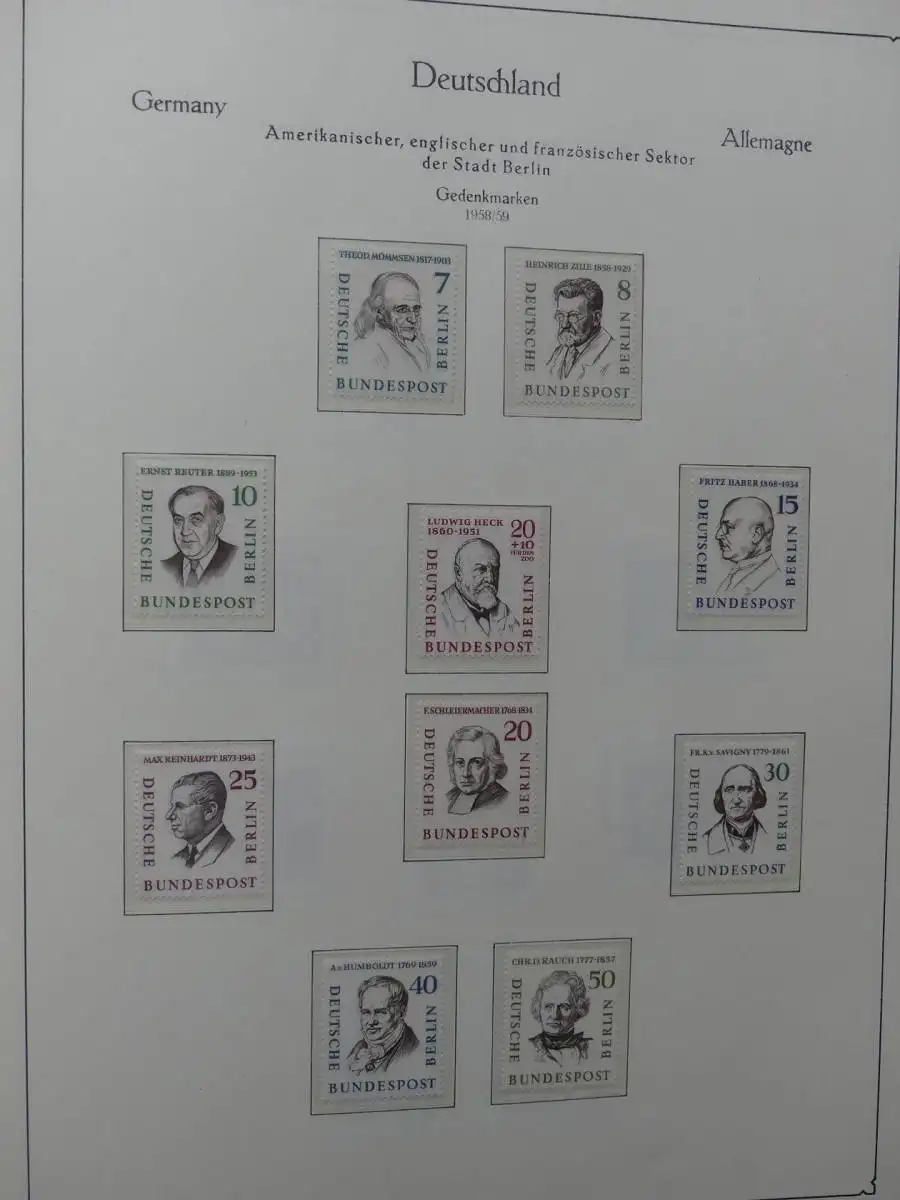 Deutschland
Germany
Allemagne
Amerikanischer, englischer und französischer Sektor
der Stadt Berlin
Gedenkmarken
1958/59
THEOD. MOMMSEN 1817-1903
7
DEUTSCHE
BERLIN
BUNDESPOST
HEINRICH ZILLE 1858-1929
8
DEUTSCHE
BERLIN
BUNDESPOST
ERNST REUTER 1889-1953
10
DEUTSCHE
BERLIN
BUNDESPOST
LUDWIG HECK
1860-1951
20
+10
FÜR DEN
ZOO
DEUTSCHE
BERLIN
BUNDESPOST
FRITZ HABER 1868-1934
15
DEUTSCHE
BERLIN
BUNDESPOST
MAX REINHARDT 1873-1943
25
DEUTSCHE
BERLIN
BUNDESPOST
F. SCHLEIERMACHER 1768-1834
20
DEUTSCHE
BERLIN
BUNDESPOST
FR.K.v. SAVIGNY 1779-1861
30
DEUTSCHE
BERLIN
BUNDESPOST
A.v. HUMBOLDT 1769-1859
40
DEUTSCHE
BERLIN
BUNDESPOST
CHR. D. RAUCH 1777-1857
50
DEUTSCHE
BERLIN
BUNDESPOST